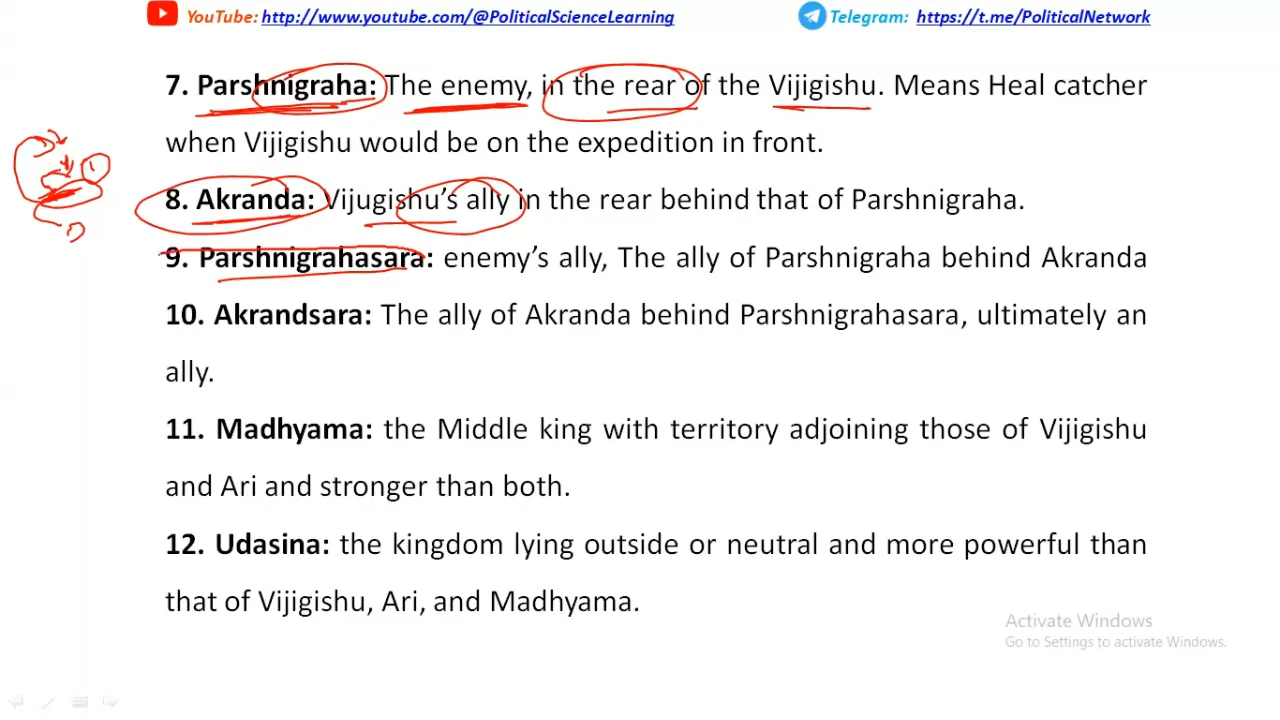 YouTube: http://www.youtube.com/@PoliticalScienceLearning Telegram: https://t.me/PoliticalNetwork
7. Parshnigraha: The enemy, in the rear of the Vijigishu. Means Heal catcher
when Vijigishu would be on the expedition in front.
8. Akranda: Vijugishu's ally in the rear behind that of Parshnigraha.
9. Parshnigrahasara: enemy's ally, The ally of Parshnigraha behind Akranda
10. Akrandsara: The ally of Akranda behind Parshnigrahasara, ultimately an
ally.
11. Madhyama: the Middle king with territory adjoining those of Vijigishu
and Ari and stronger than both.
12. Udasina: the kingdom lying outside or neutral and more powerful than
that of Vijigishu, Ari, and Madhyama.
Activate Windows
Go to Settings to activate Windows.